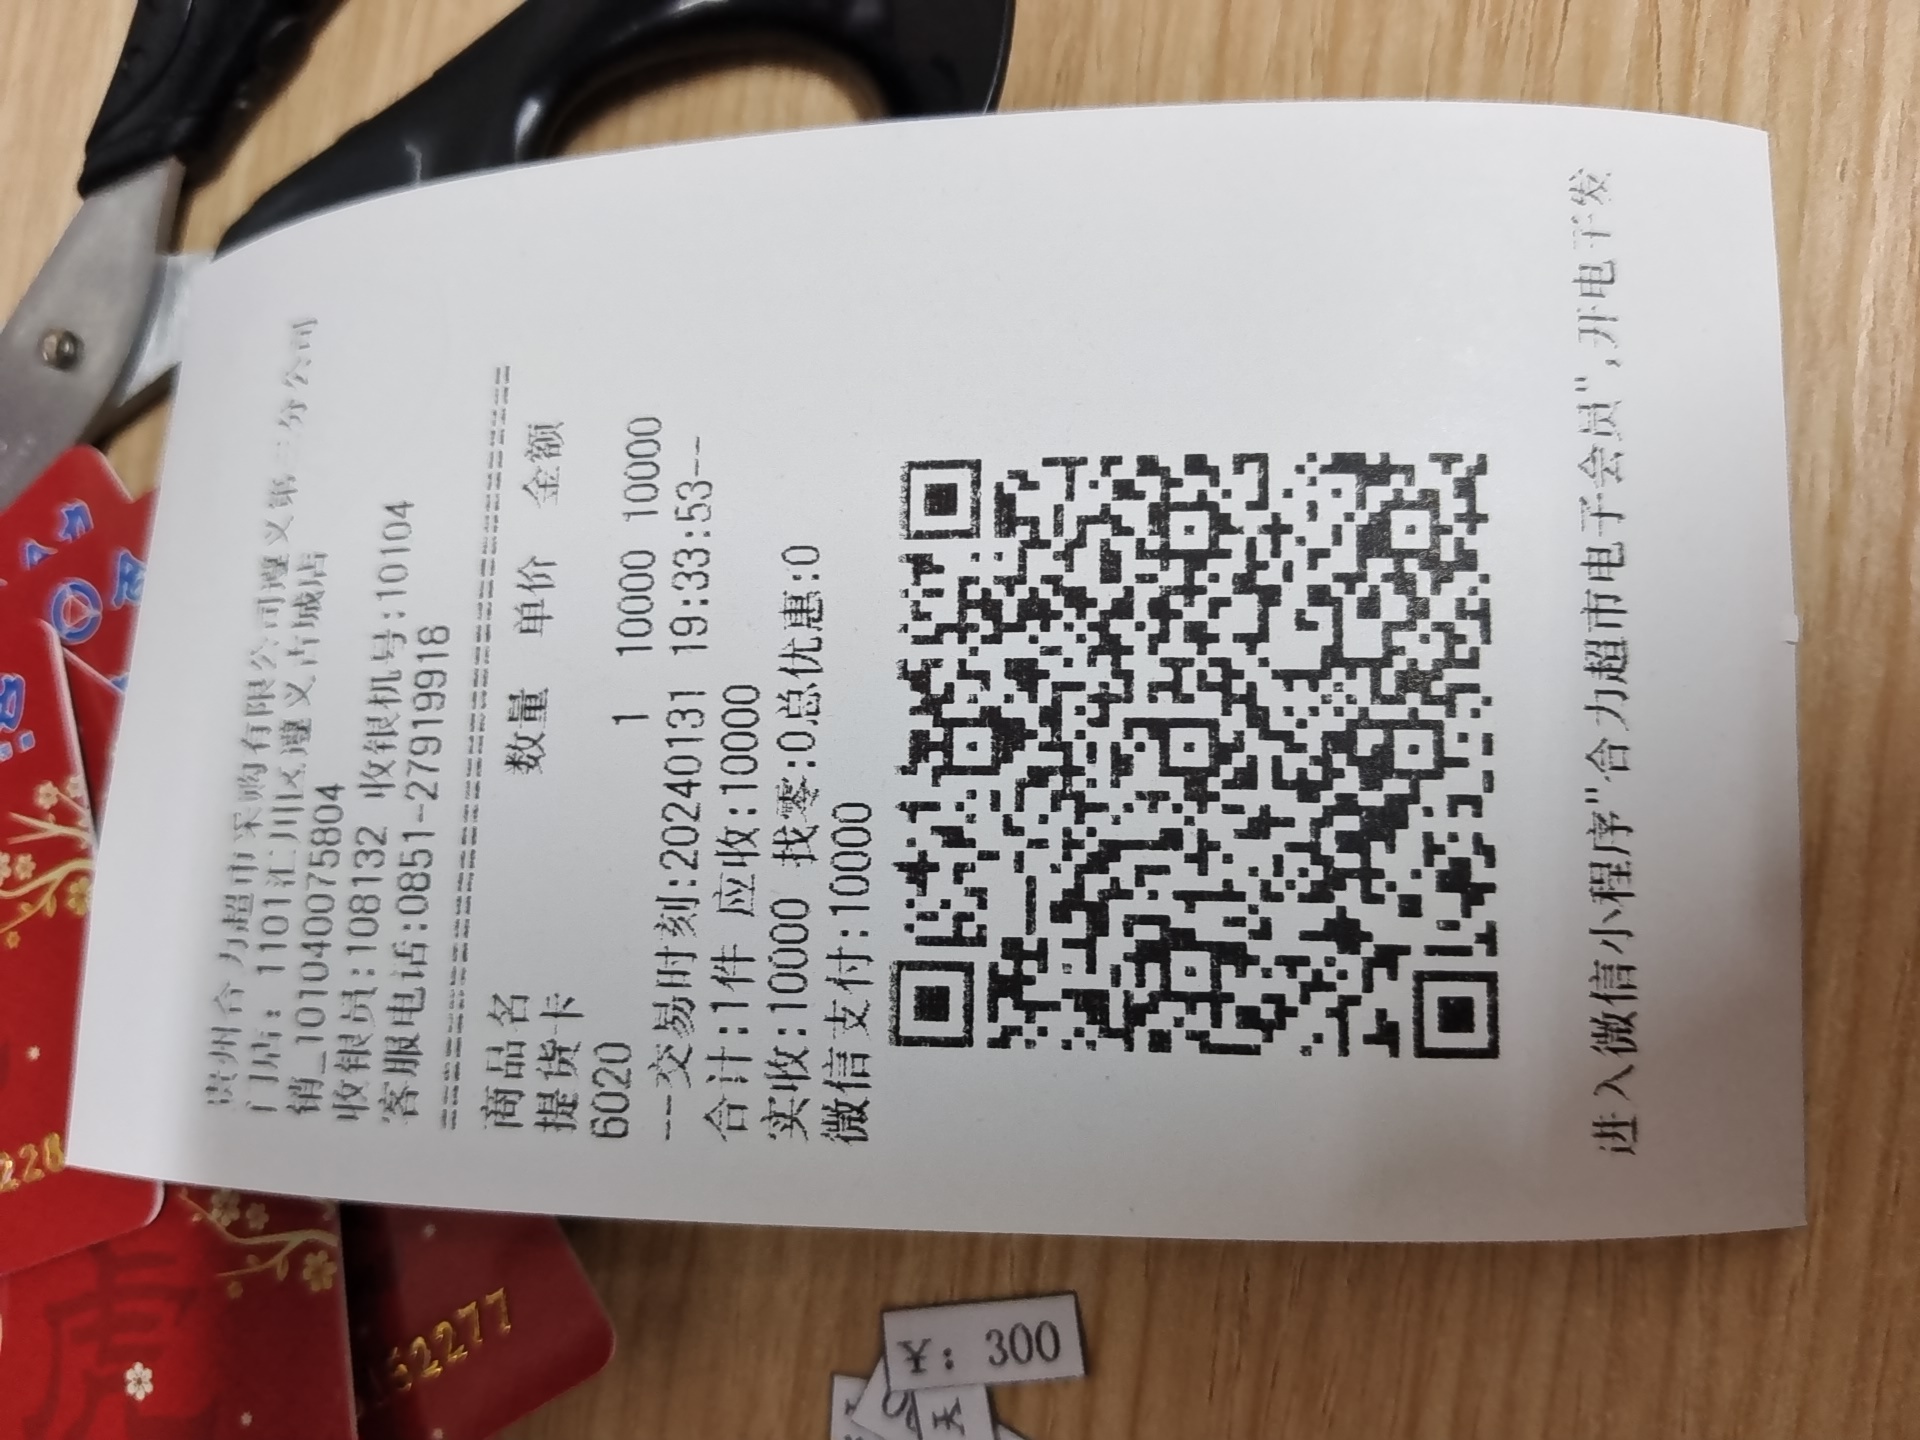 贵州合力超市采购有限公司遵义第三分公司
门店: 1101汇川区遵义古城店
销_101040075804
收银员:108132 收银机号:10104
客服电话:0851-27919918
商品名 数量 单价 金额
提货卡
6020 1 10000 10000
--交易时刻:20240131 19:33:53--
合计:1件 应收:10000
实收:10000 找零:0总优惠:0
微信支付:10000
进入微信小程序"合力超市电子会员",开电子发
¥: 300
62277
228
虎